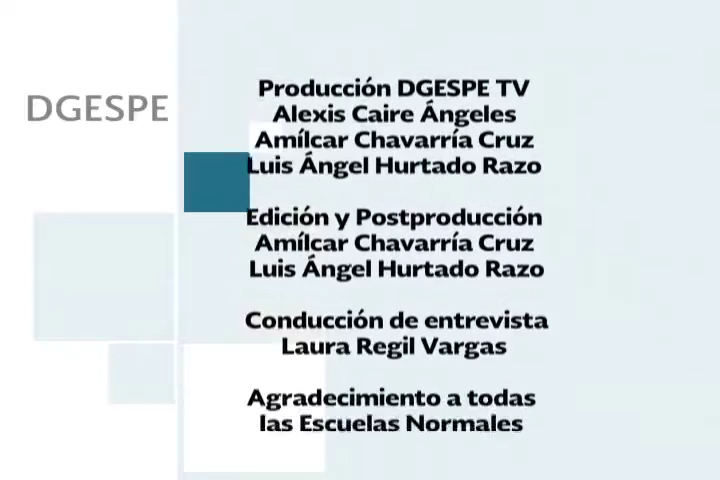 DGESPE
Producción DGESPE TV
Alexis Caire Ángeles
Amílcar Chavarría Cruz
Luis Ángel Hurtado Razo
Edición y Postproducción
Amílcar Chavarría Cruz
Luis Ángel Hurtado Razo
Conducción de entrevista
Laura Regil Vargas
Agradecimiento a todas
las Escuelas Normales